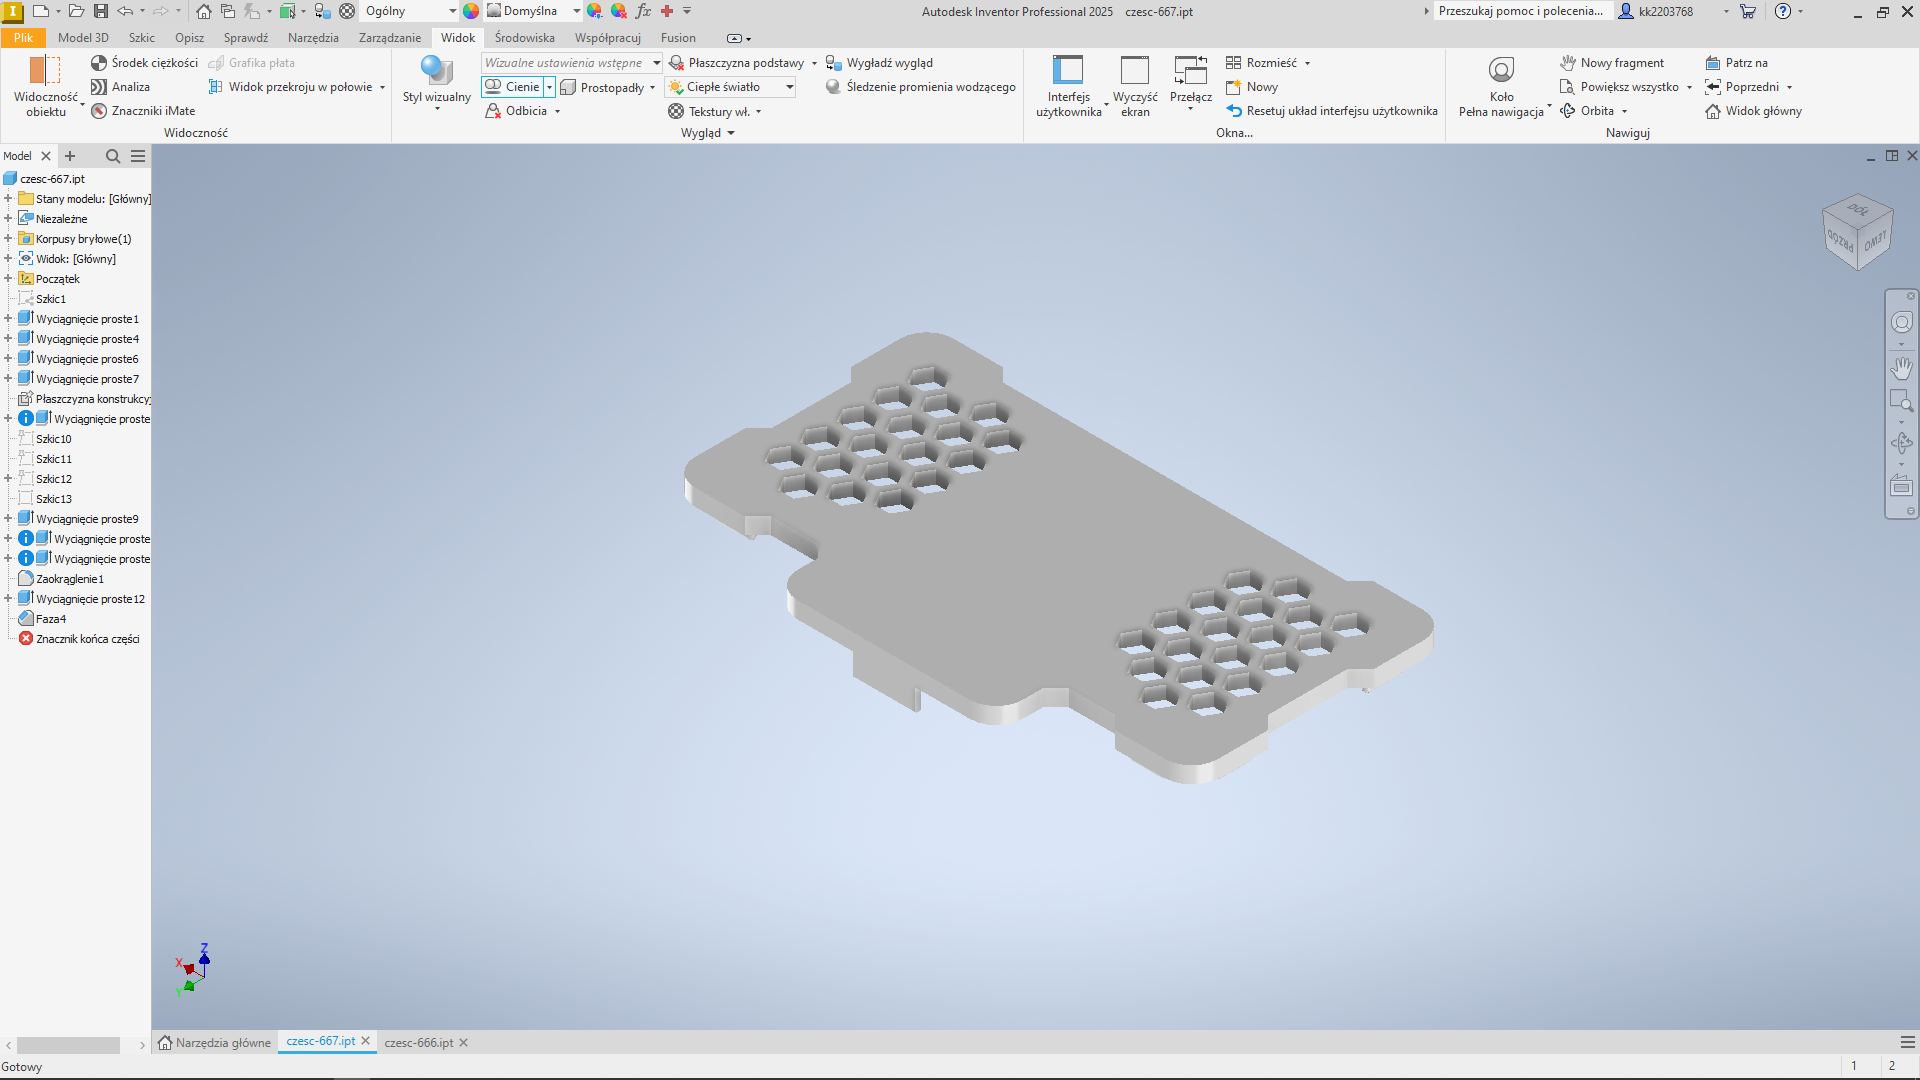 Ogólny
Domyślna
Autodesk Inventor Professional 2025 czesc-667.ipt
Przeszukaj pomoc i polecenia...
kk2203768
Plik Model 3D Szkic Opisz Sprawdź Narzędzia Zarządzanie Widok Środowiska Współpracuj Fusion
Widoczność obiektu
Środek ciężkości
Analiza
Znaczniki iMate
Grafika plata
Widok przekroju w połowie
Widoczność
Styl wizualny
Wizualne ustawienia wstępne
Cienie
Odbicia
Prostopadły
Płaszczyzna podstawy
Ciepłe światło
Tekstury wł.
Wygładź wygląd
Śledzenie promienia wodzącego
Wygląd
Interfejs użytkownika
Wyczyść ekran
Przełącz
Rozmieść
Nowy
Resetuj układ interfejsu użytkownika
Okna...
Koło
Pełna nawigacja
Nowy fragment
Powiększ wszystko
Orbita
Patrz na
Poprzedni
Widok główny
Nawiguj
Model
czesc-667.ipt
Stany modelu: [Główny]
Niezależne
Korpusy bryłowe(1)
Widok: [Główny]
Początek
Szkic1
Wyciągnięcie proste1
Wyciągnięcie proste4
Wyciągnięcie proste6
Wyciągnięcie proste7
Płaszczyzna konstrukcyj
Wyciągnięcie proste
Szkic10
Szkic11
Szkic12
Szkic13
Wyciągnięcie proste9
Wyciągnięcie proste
Wyciągnięcie proste
Zaokrąglenie1
Wyciągnięcie proste12
Faza4
Znacznik końca części
DÓŁ
PRZÓD
LEWO
Z
X
Y
Narzędzia główne
czesc-667.ipt
czesc-666.ipt
Gotowy
1 2